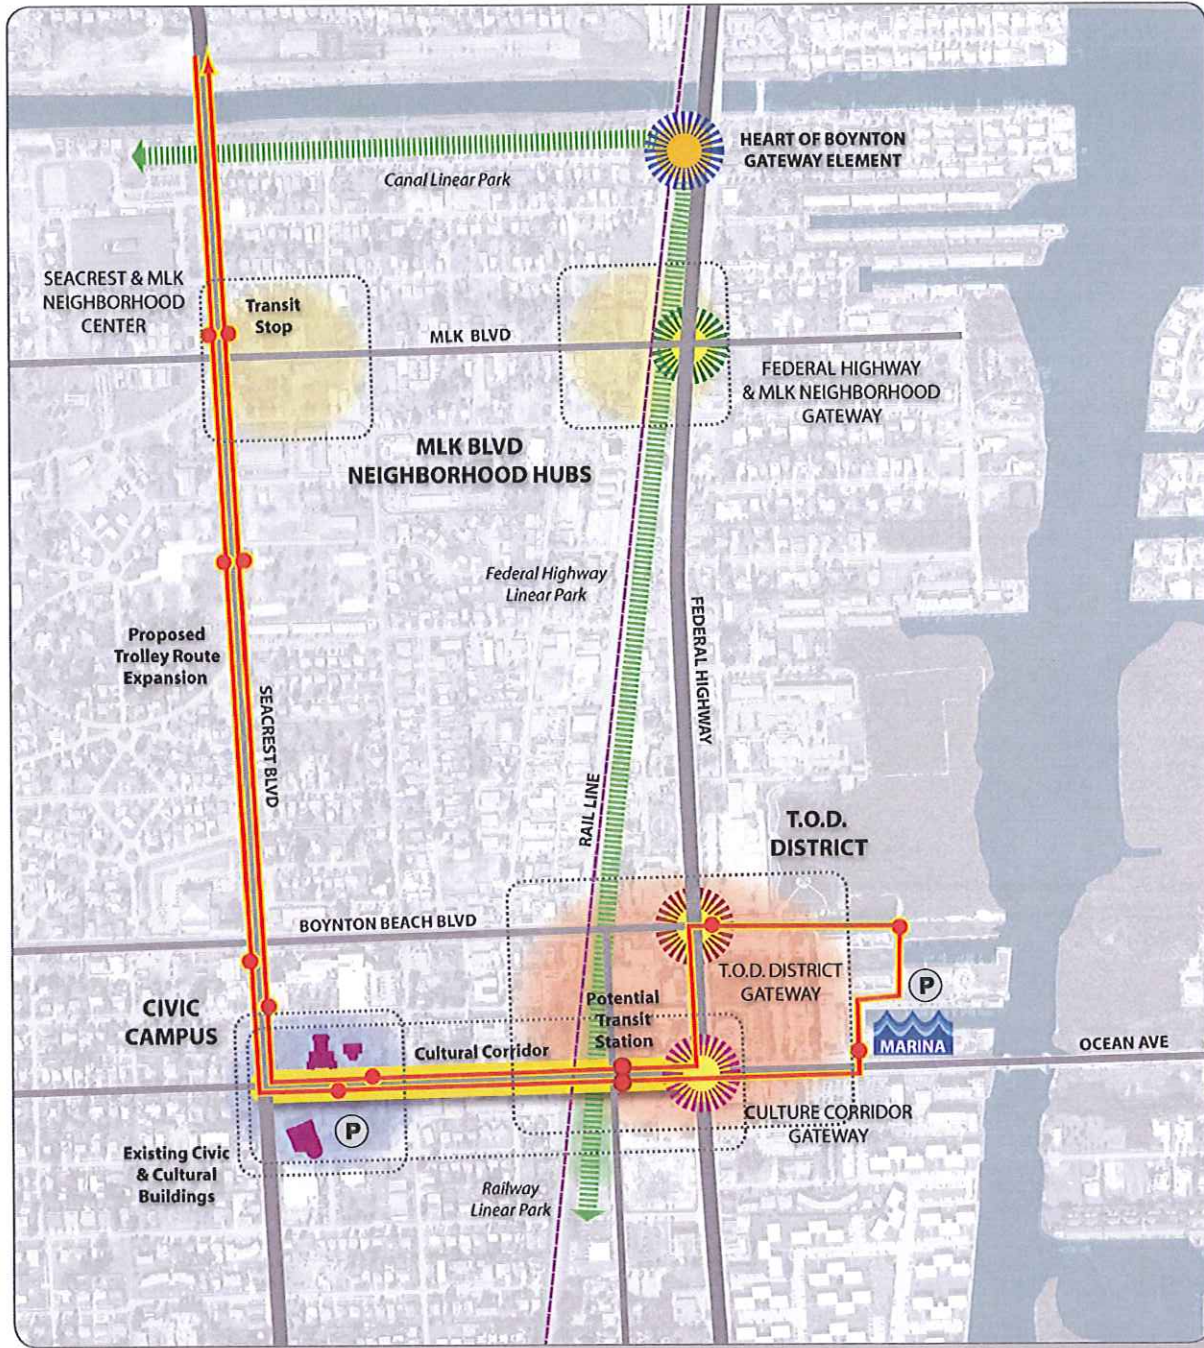 HEART OF BOYNTON
GATEWAY ELEMENT
Canal Linear Park
SEACREST & MLK
NEIGHBORHOOD
CENTER
Transit
Stop
MLK BLVD
FEDERAL HIGHWAY
& MLK NEIGHBORHOOD
GATEWAY
MLK BLVD
NEIGHBORHOOD HUBS
Federal Highway
Linear Park
FEDERAL HIGHWAY
Proposed
Trolley Route
Expansion
SEACREST BLVD
RAIL LINE
T.O.D.
DISTRICT
BOYNTON BEACH BLVD
T.O.D. DISTRICT
GATEWAY
P
CIVIC
CAMPUS
Potential
Transit
Station
MARINA
Cultural Corridor
OCEAN AVE
CULTURE CORRIDOR
GATEWAY
P
Existing Civic
& Cultural
Buildings
Railway
Linear Park